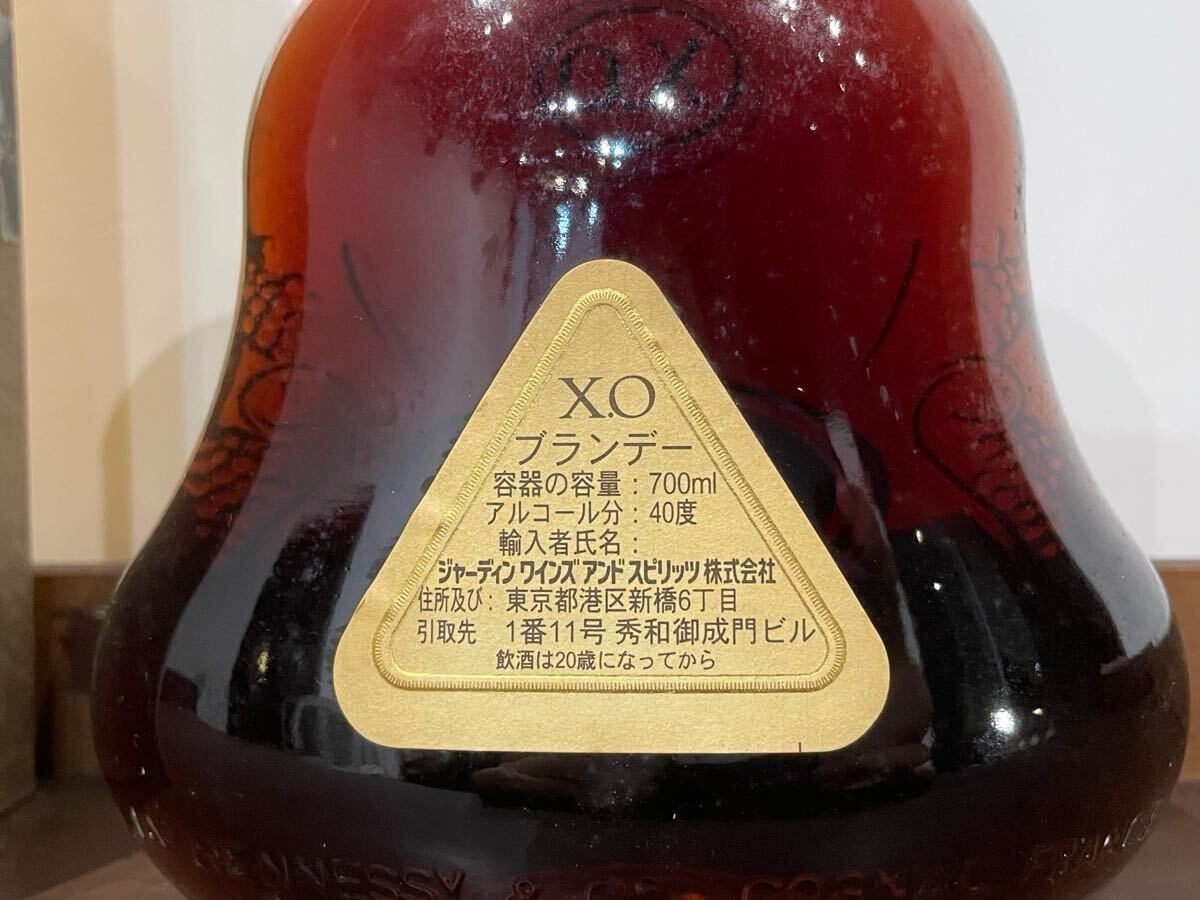 X.O
X.O
ブランデー
容器の容量：700ml
アルコール分：40度
輸入者氏名：
ジャーディン ワインズ アンド スピリッツ 株式会社
住所及び：東京都港区新橋6丁目
引取先 1番11号 秀和御成門ビル
飲酒は20歳になってから
HENNESSY & Co COGNAC